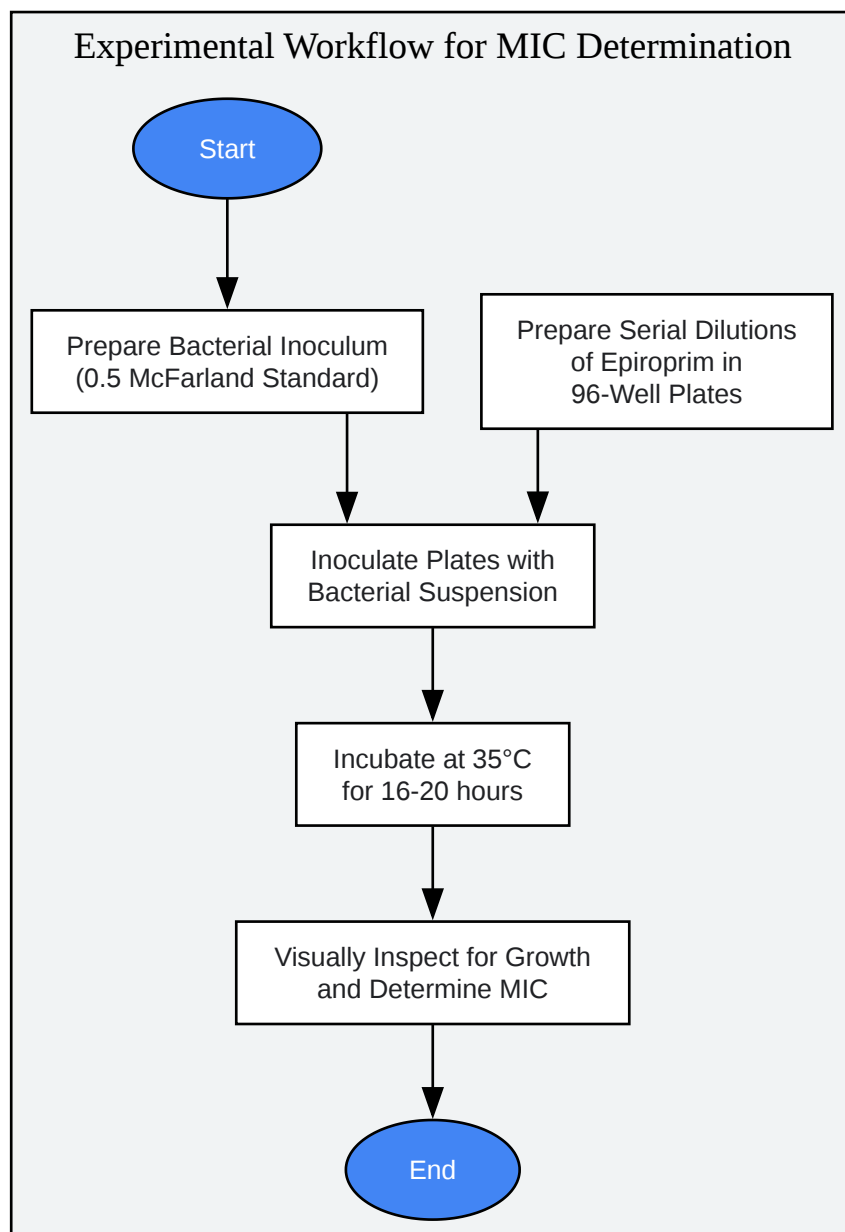 Experimental Workflow for MIC Determination
Start
Prepare Bacterial Inoculum
(0.5 McFarland Standard)
Prepare Serial Dilutions
of Epiroprim in
96-Well Plates
Inoculate Plates with
Bacterial Suspension
Incubate at 35°C
for 16-20 hours
Visually Inspect for Growth
and Determine MIC
End